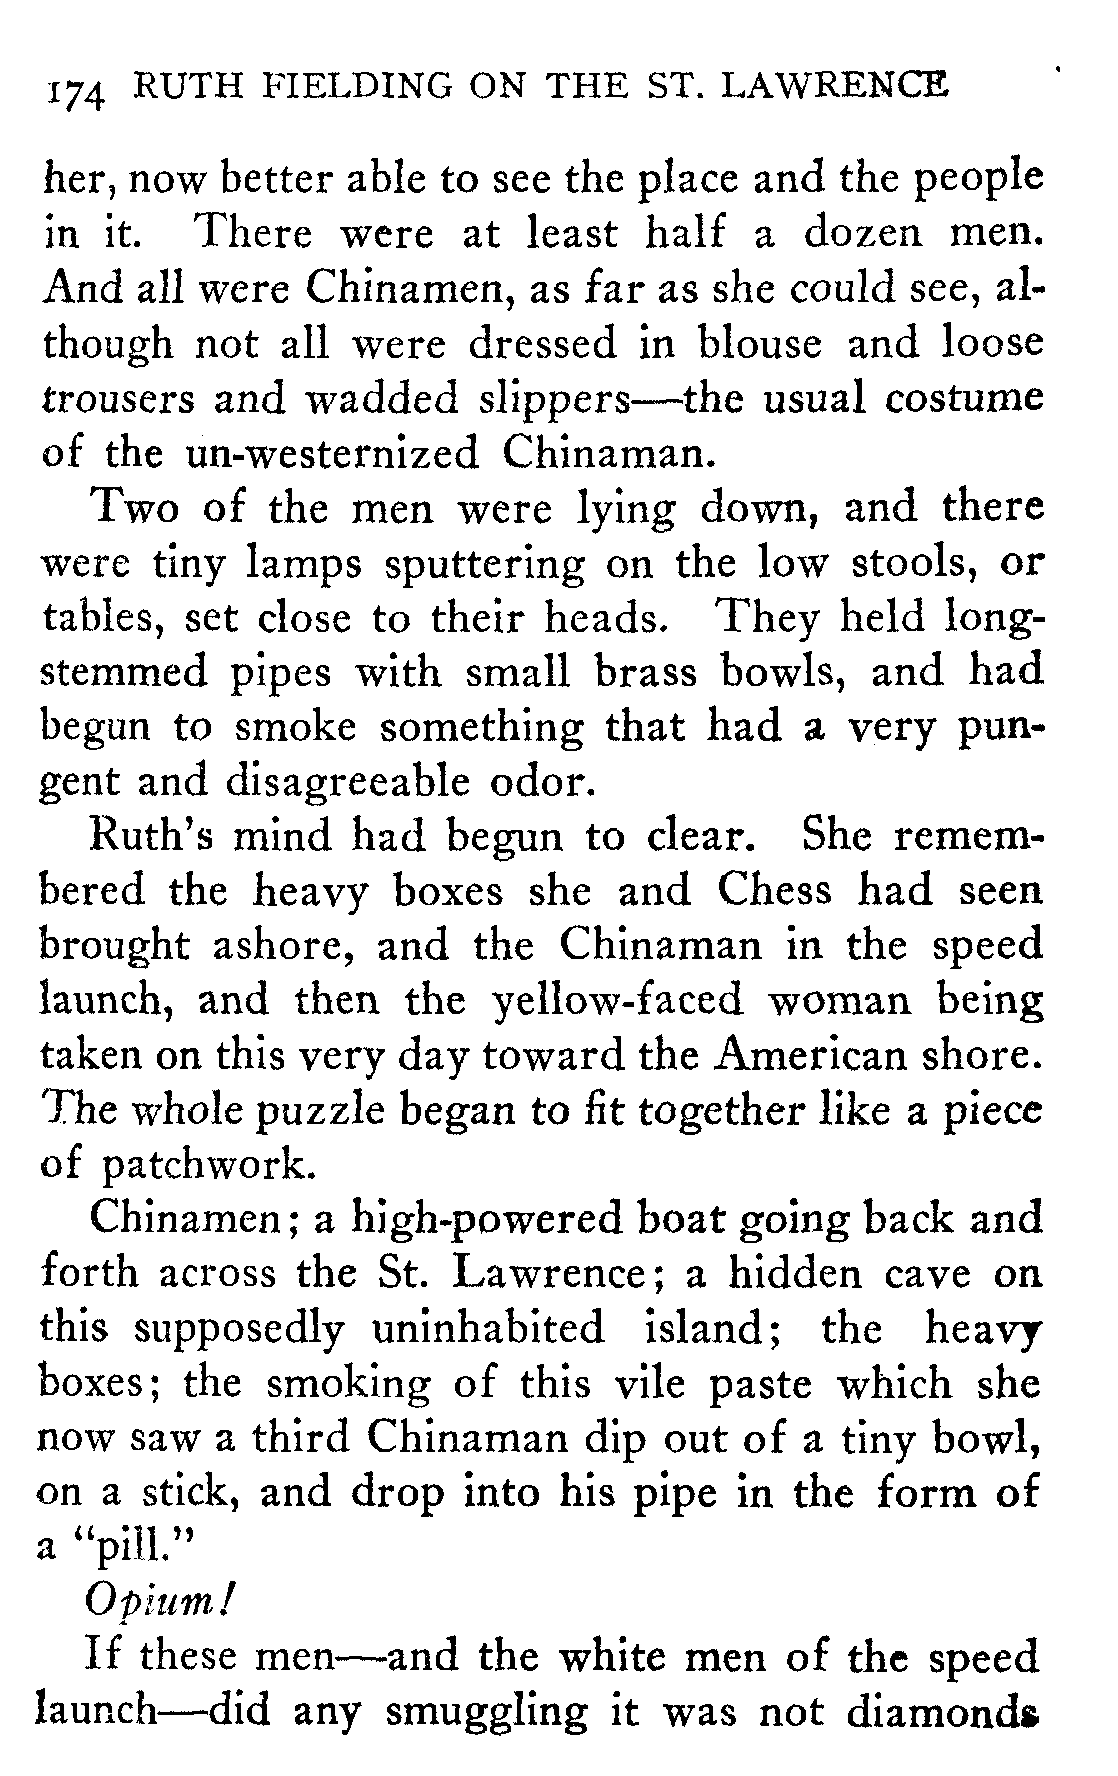 174 RUTH FIELDING ON THE ST. LAWRENCE
her, now better able to see the place and the people
in it. There were at least half a dozen men.
And all were Chinamen, as far as she could see, al-
though not all were dressed in blouse and loose
trousers and wadded slippers—the usual costume
of the un-westernized Chinaman.
Two of the men were lying down, and there
were tiny lamps sputtering on the low stools, or
tables, set close to their heads. They held long-
stemmed pipes with small brass bowls, and had
begun to smoke something that had a very pun-
gent and disagreeable odor.
Ruth's mind had begun to clear. She remem-
bered the heavy boxes she and Chess had seen
brought ashore, and the Chinaman in the speed
launch, and then the yellow-faced woman being
taken on this very day toward the American shore.
The whole puzzle began to fit together like a piece
of patchwork.
Chinamen; a high-powered boat going back and
forth across the St. Lawrence; a hidden cave on
this supposedly uninhabited island; the heavy
boxes; the smoking of this vile paste which she
now saw a third Chinaman dip out of a tiny bowl,
on a stick, and drop into his pipe in the form of
a "pill."
Opium!
If these men—and the white men of the speed
launch—did any smuggling it was not diamonds